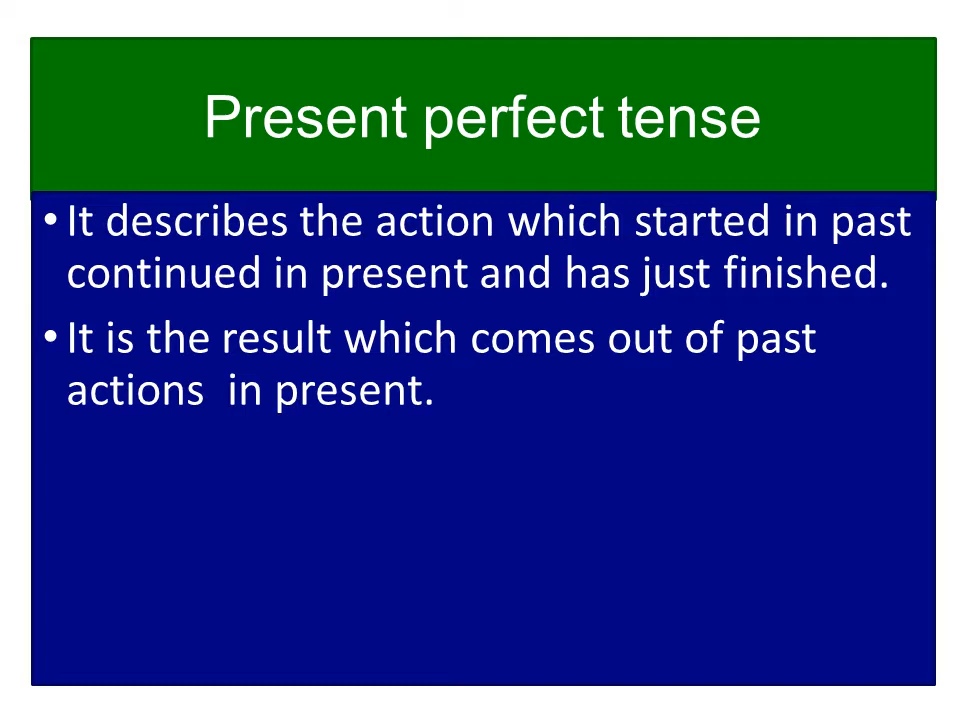 Present perfect tense
• It describes the action which started in past
continued in present and has just finished.
• It is the result which comes out of past
actions  in present.